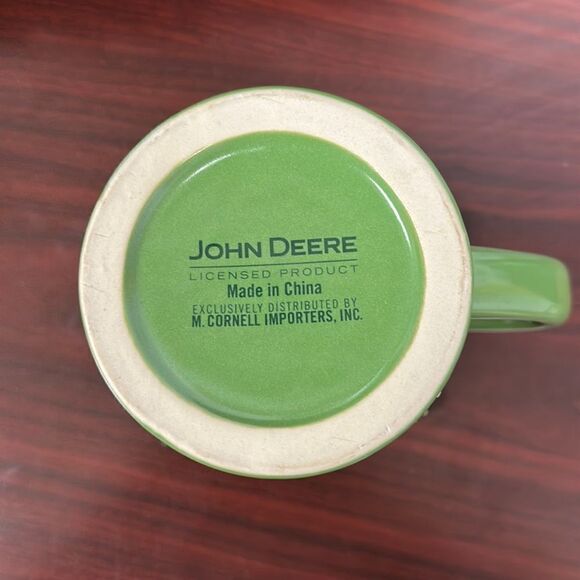 JOHN DEERE
LICENSED PRODUCT
Made in China
EXCLUSIVELY DISTRIBUTED BY
M. CORNELL IMPORTERS, INC.